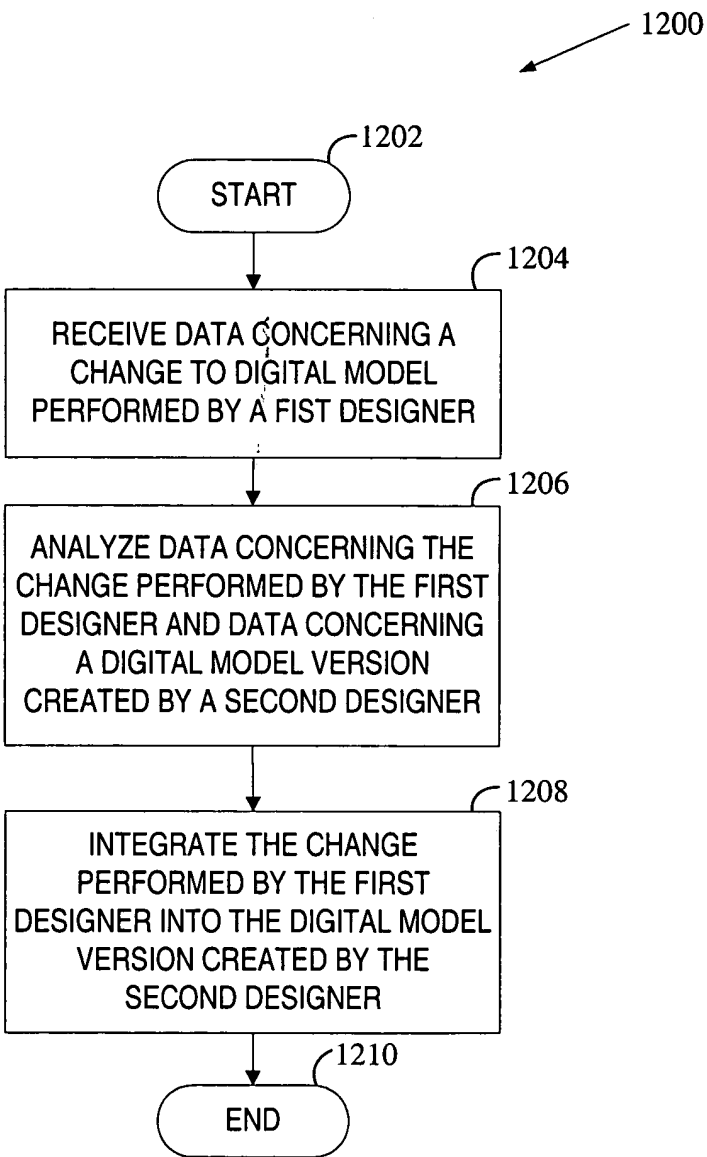 1200
1202
START
1204
RECEIVE DATA CONCERNING A
CHANGE TO DIGITAL MODEL
PERFORMED BY A FIST DESIGNER
1206
ANALYZE DATA CONCERNING THE
CHANGE PERFORMED BY THE FIRST
DESIGNER AND DATA CONCERNING
A DIGITAL MODEL VERSION
CREATED BY A SECOND DESIGNER
1208
INTEGRATE THE CHANGE
PERFORMED BY THE FIRST
DESIGNER INTO THE DIGITAL MODEL
VERSION CREATED BY THE
SECOND DESIGNER
1210
END